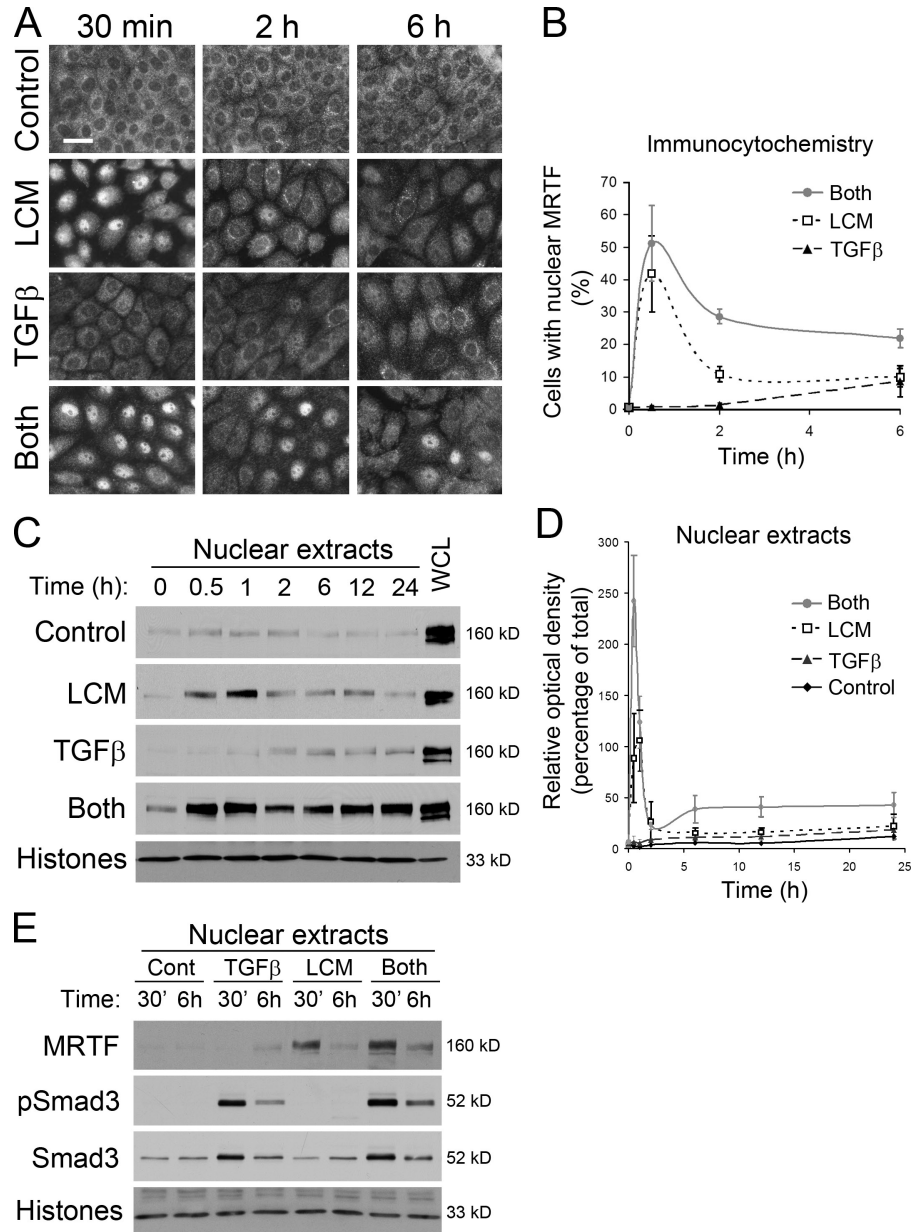 A
30 min 2 h 6 h
Control
LCM
TGFβ
Both
B
Immunocytochemistry
Cells with nuclear MRTF
(%)
70
60
50
40
30
20
10
0
Both
LCM
TGFβ
0 2 4 6
Time (h)
C
Nuclear extracts
Time (h): 0 0.5 1 2 6 12 24 WCL
Control 160 kD
LCM 160 kD
TGFβ 160 kD
Both 160 kD
Histones 33 kD
D
Nuclear extracts
Relative optical density
(percentage of total)
300
250
200
150
100
50
0
Both
LCM
TGFβ
Control
0 5 10 15 20 25
Time (h)
E
Nuclear extracts
Cont TGFβ LCM Both
Time: 30’ 6h 30’ 6h 30’ 6h 30’ 6h
MRTF 160 kD
pSmad3 52 kD
Smad3 52 kD
Histones 33 kD